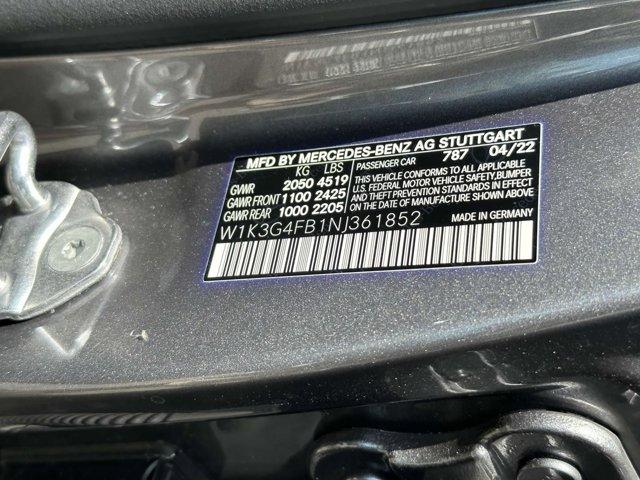 MFD BY MERCEDES-BENZ AG STUTTGART
KG LBS PASSENGER CAR 787 04/22
GVWR 2050 4519
GAWR FRONT 1100 2425
GAWR REAR 1000 2205
THIS VEHICLE CONFORMS TO ALL APPLICABLE
U.S. FEDERAL MOTOR VEHICLE SAFETY,BUMPER
AND THEFT PREVENTION STANDARDS IN EFFECT
ON THE DATE OF MANUFACTURE SHOWN ABOVE.
W1K3G4FB1NJ361852 MADE IN GERMANY